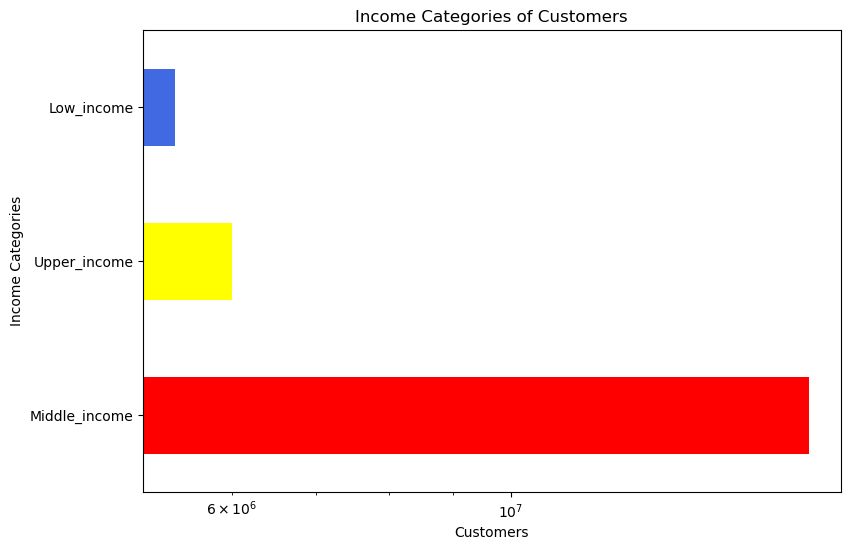 Income Categories of Customers
Low_income
Upper_income
Middle_income
Income Categories
6 × 10⁶
10⁷
Customers